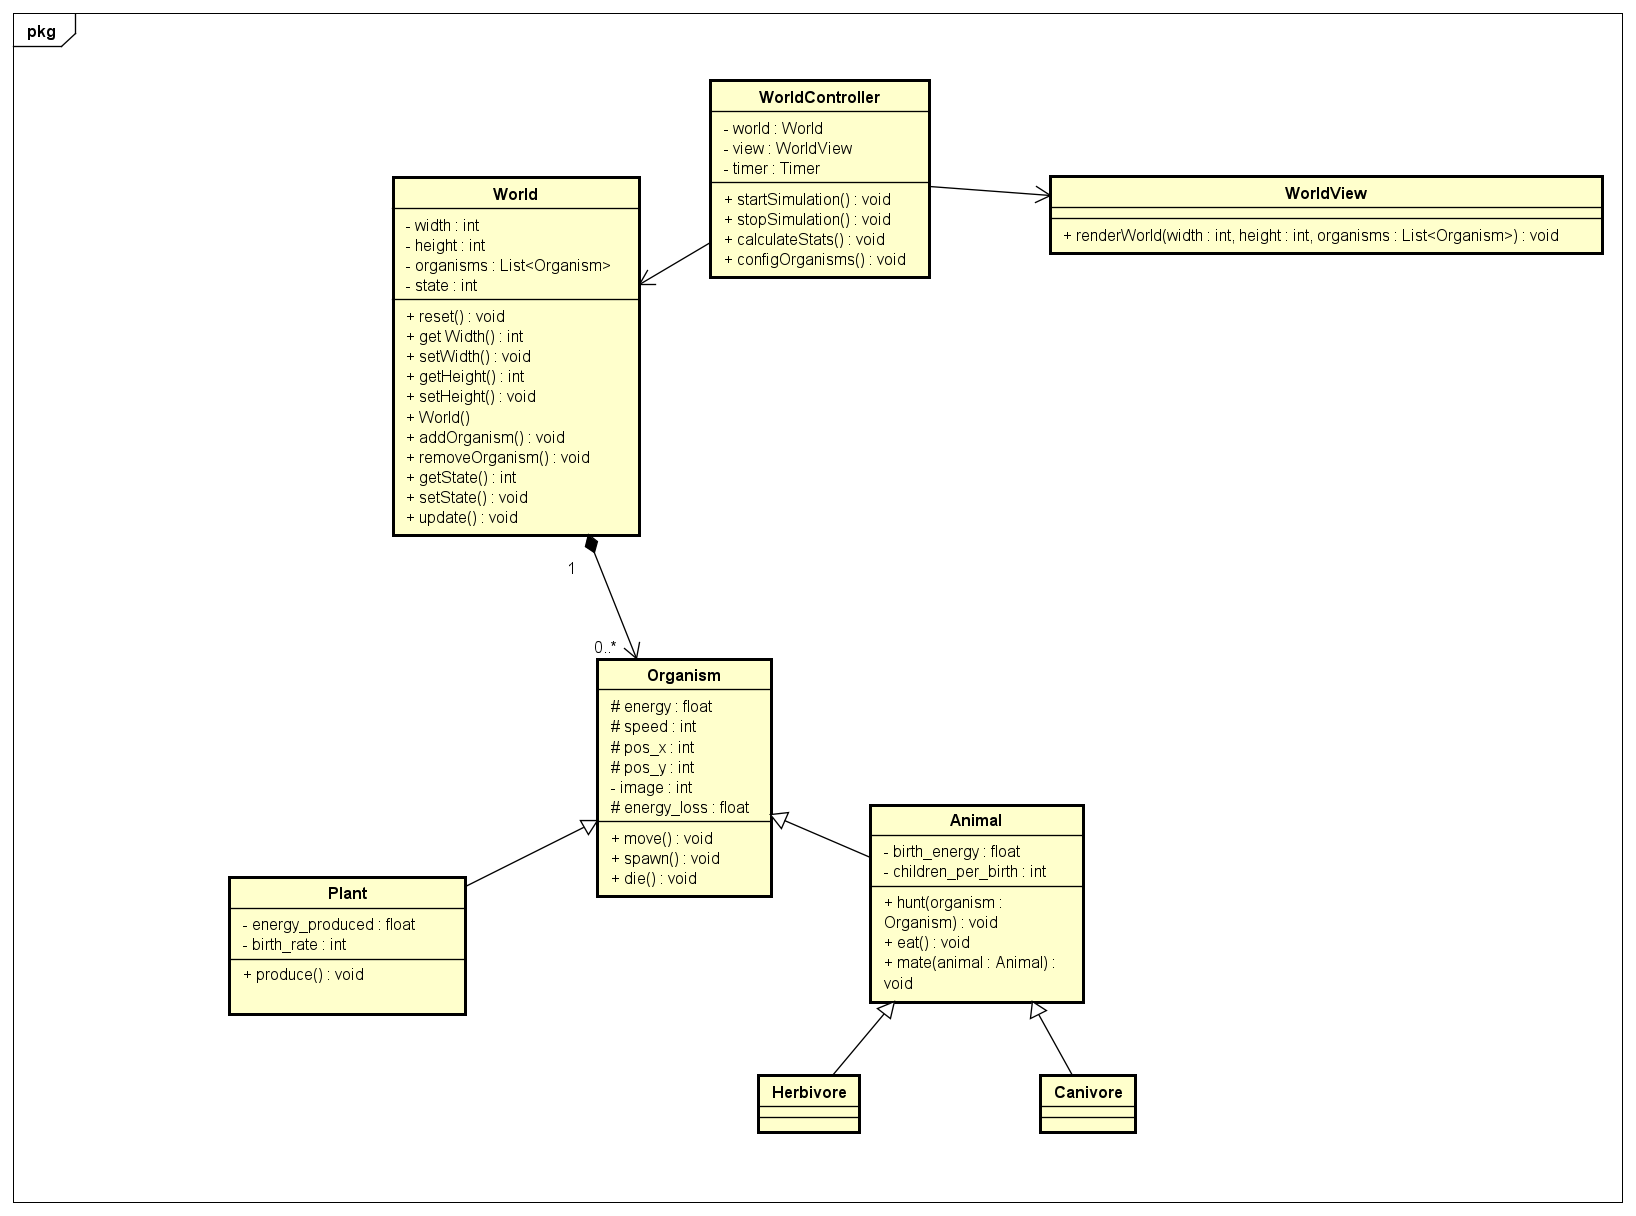 pkg
WorldController
- world : World
- view : WorldView
- timer : Timer
+ startSimulation() : void
+ stopSimulation() : void
+ calculateStats() : void
+ configOrganisms() : void
World
- width : int
- height : int
- organisms : List<Organism>
- state : int
+ reset() : void
+ get Width() : int
+ setWidth() : void
+ getHeight() : int
+ setHeight() : void
+ World()
+ addOrganism() : void
+ removeOrganism() : void
+ getState() : int
+ setState() : void
+ update() : void
WorldView
+ renderWorld(width : int, height : int, organisms : List<Organism>) : void
1
0..*
Organism
# energy : float
# speed : int
# pos_x : int
# pos_y : int
- image : int
# energy_loss : float
+ move() : void
+ spawn() : void
+ die() : void
Plant
- energy_produced : float
- birth_rate : int
+ produce() : void
Animal
- birth_energy : float
- children_per_birth : int
+ hunt(organism :
Organism) : void
+ eat() : void
+ mate(animal : Animal) :
void
Herbivore
Canivore